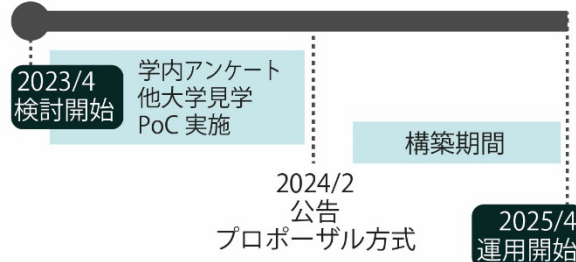 2023/4
検討開始
学内アンケート
他大学見学
PoC 実施
2024/2
公告
プロポーザル方式
構築期間
2025/4
運用開始